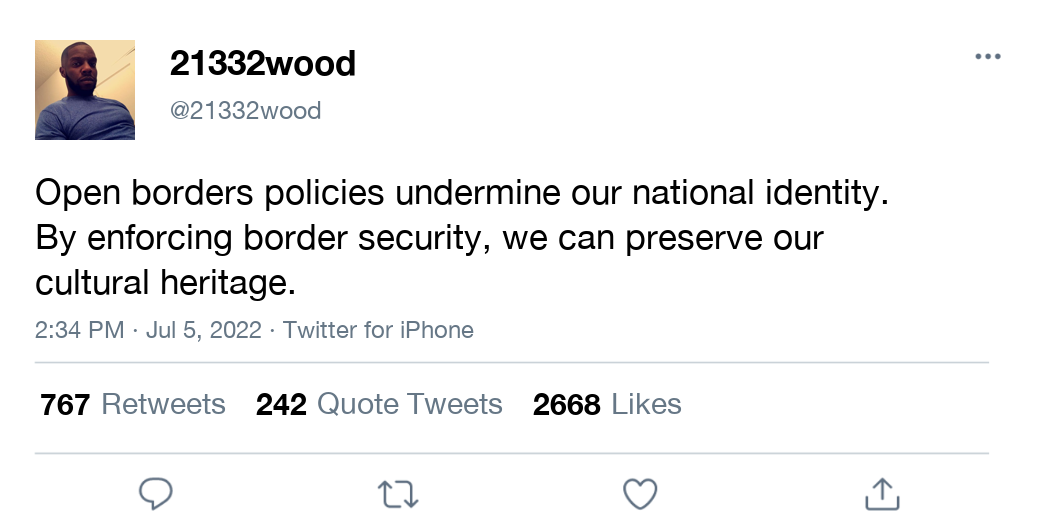 21332wood
@21332wood
Open borders policies undermine our national identity.
By enforcing border security, we can preserve our
cultural heritage.
2:34 PM · Jul 5, 2022 · Twitter for iPhone
767 Retweets 242 Quote Tweets 2668 Likes